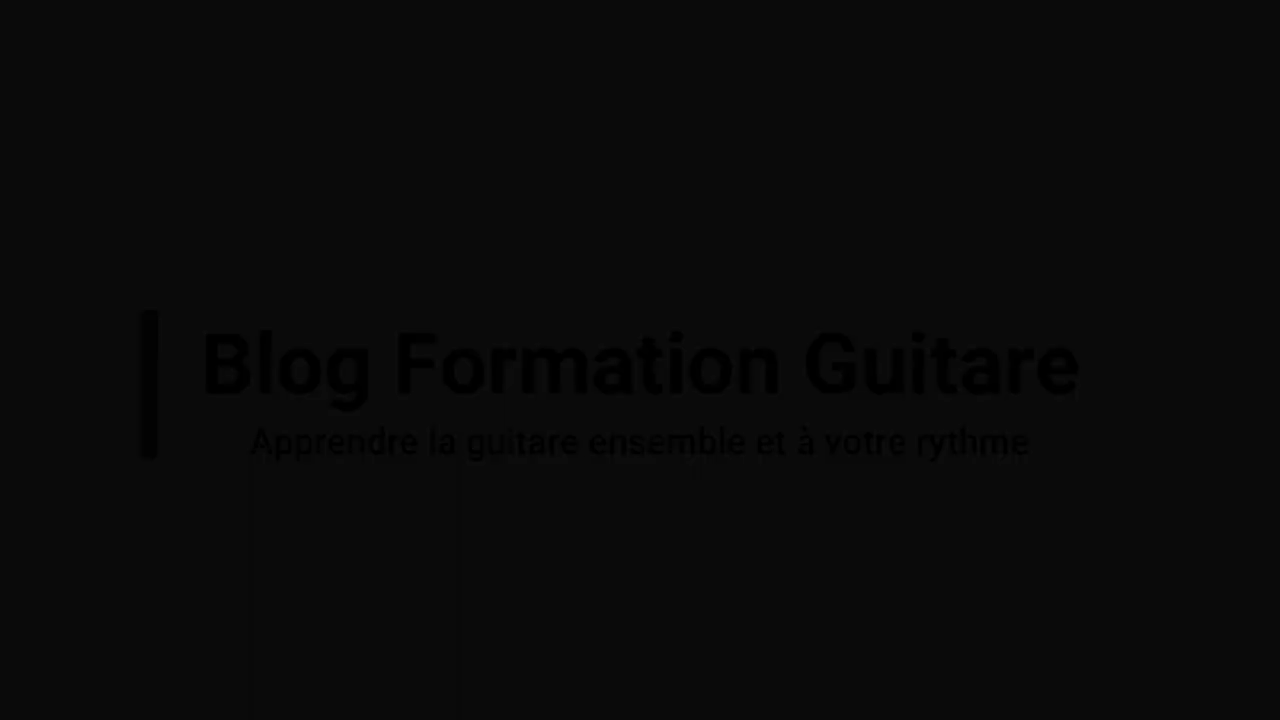 Blog Formation Guitare
Apprendre la guitare ensemble et à votre rythme